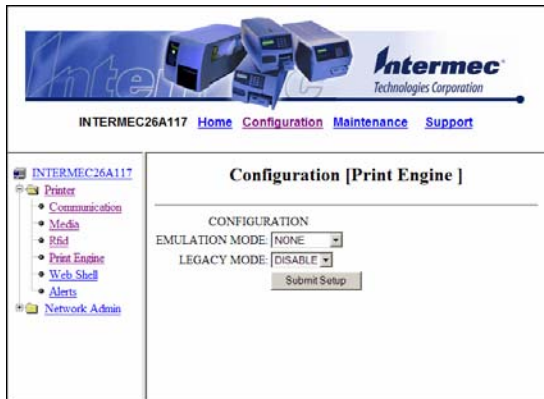 Inte
Intermec
Technologies Corporation
INTERMEC26A117 Home Configuration Maintenance Support
INTERMEC26A117
Printer
Communication
Media
Rfid
Print Engine
Web Shell
Alerts
Network Admin
Configuration [Print Engine ]
CONFIGURATION
EMULATION MODE: NONE
LEGACY MODE: DISABLE
Submit Setup